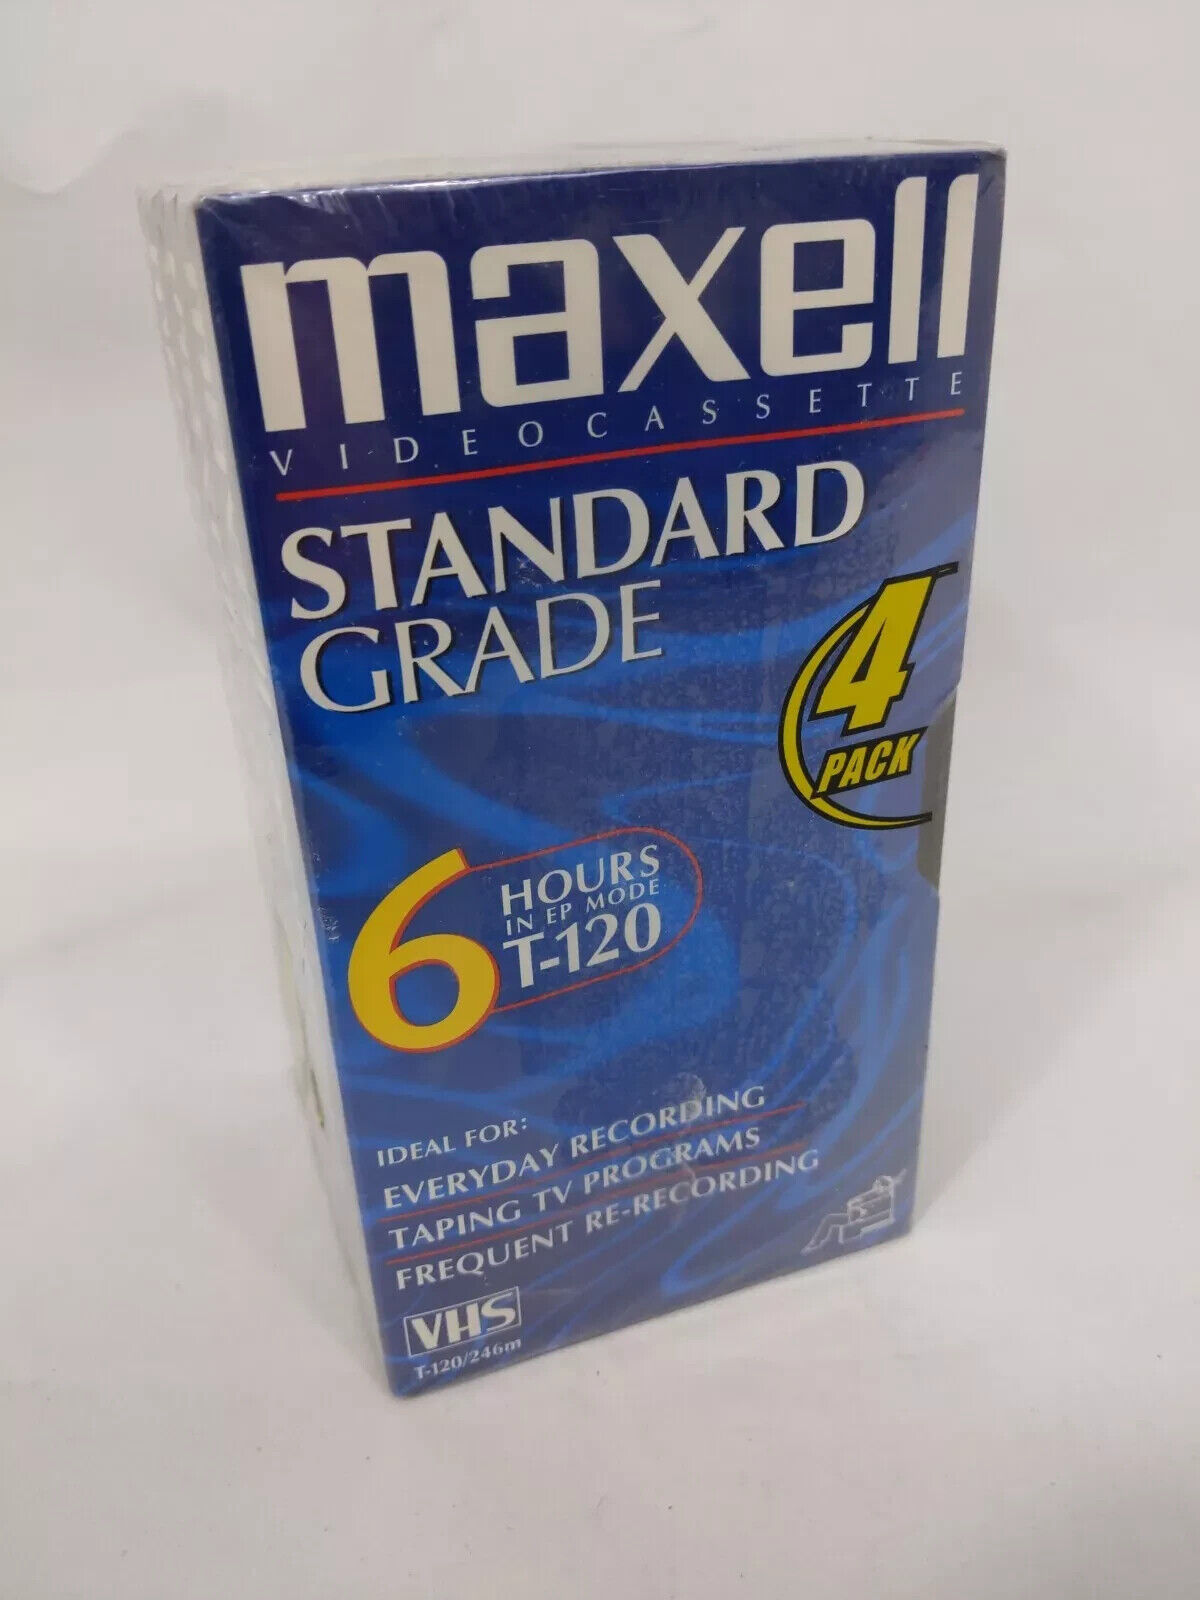 maxell
VIDEOCASSETTE
STANDARD
GRADE
4
PACK
6 HOURS
IN EP MODE
T-120
IDEAL FOR:
EVERYDAY RECORDING
TAPING TV PROGRAMS
FREQUENT RE-RECORDING
VHS
T-120/246m